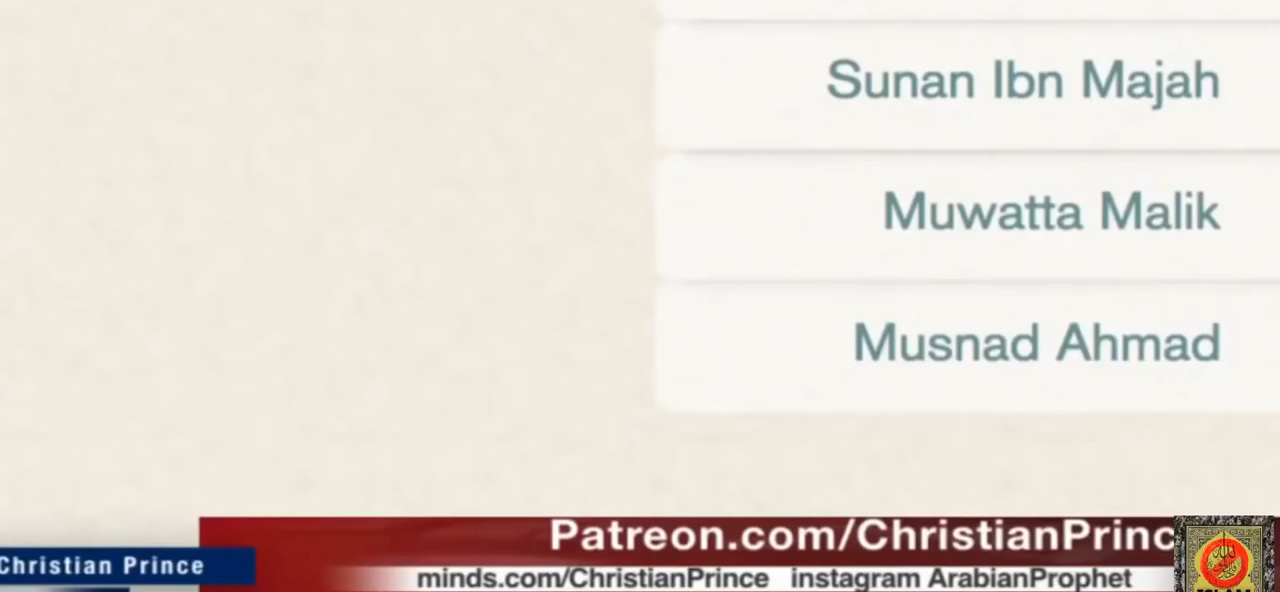 Sunan Ibn Majah
Muwatta Malik
Musnad Ahmad
Patreon.com/ChristianPrinc
Christian Prince
minds.com/ChristianPrince instagram ArabianProphet